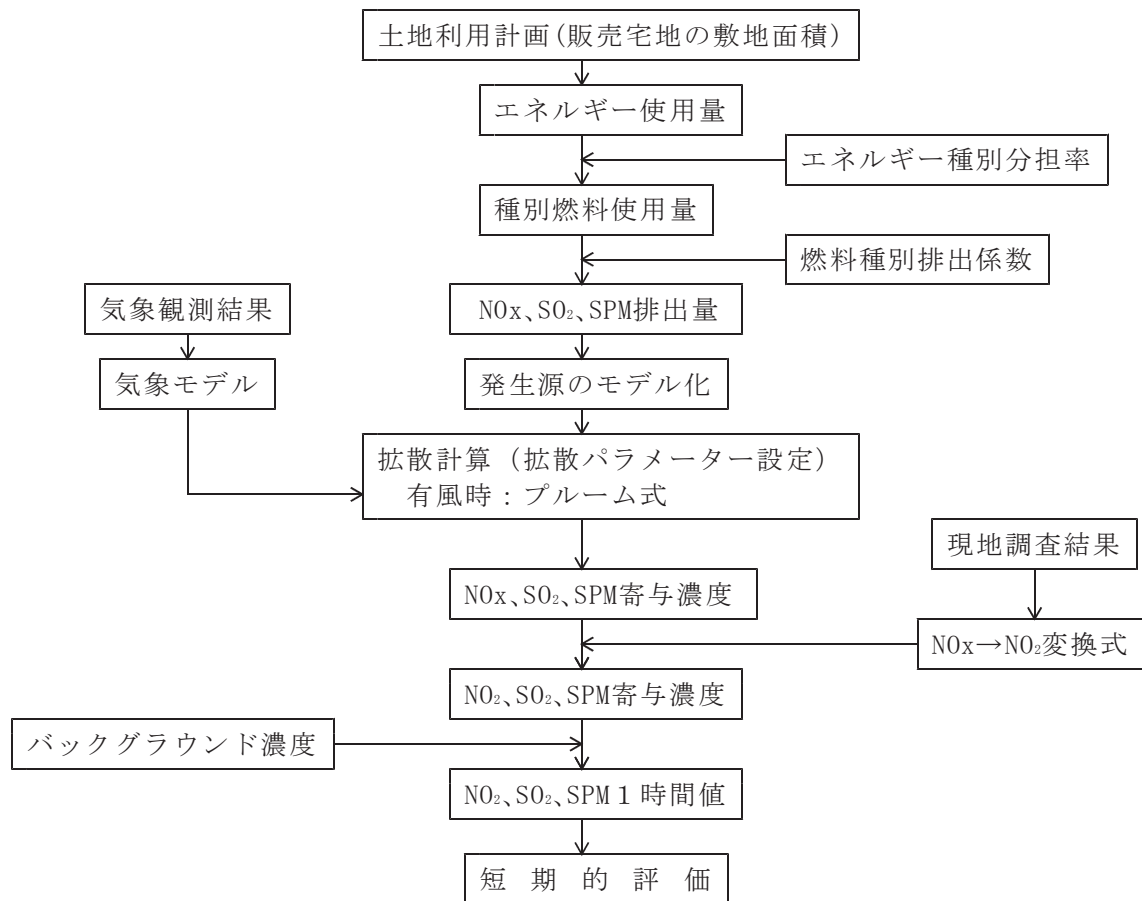 土地利用計画(販売宅地の敷地面積)
エネルギー使用量
エネルギー種別分担率
種別燃料使用量
燃料種別排出係数
気象観測結果
NOx、SO₂、SPM排出量
気象モデル
発生源のモデル化
拡散計算（拡散パラメーター設定）
有風時：プルーム式
現地調査結果
NOx、SO₂、SPM寄与濃度
NOx→NO₂変換式
NO₂、SO₂、SPM寄与濃度
バックグラウンド濃度
NO₂、SO₂、SPM１時間値
短期的評価